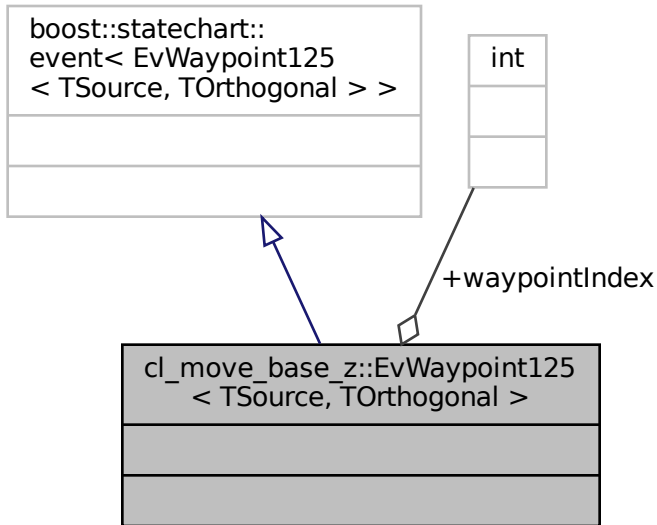 boost::statechart::
event< EvWaypoint125
< TSource, TOrthogonal > >
int
+waypointIndex
cl_move_base_z::EvWaypoint125
< TSource, TOrthogonal >